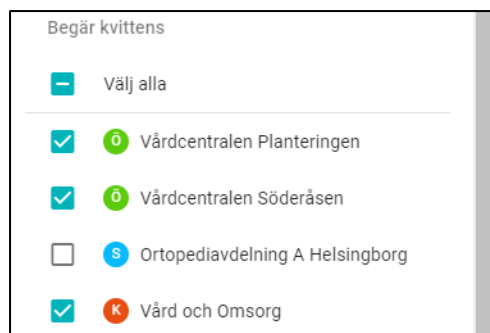 Begär kvittens
Välj alla
Ö Vårdcentralen Planteringen
Ö Vårdcentralen Söderåsen
S Ortopediavdelning A Helsingborg
K Vård och Omsorg